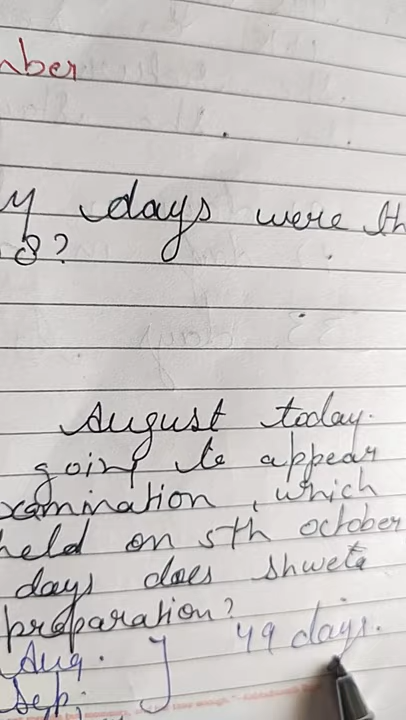 mber
y days were th
8?
August today.
going to appear
xamination, which
held on 5th october
days does shweta
preparation?
Aug. 49 days.
Sep.